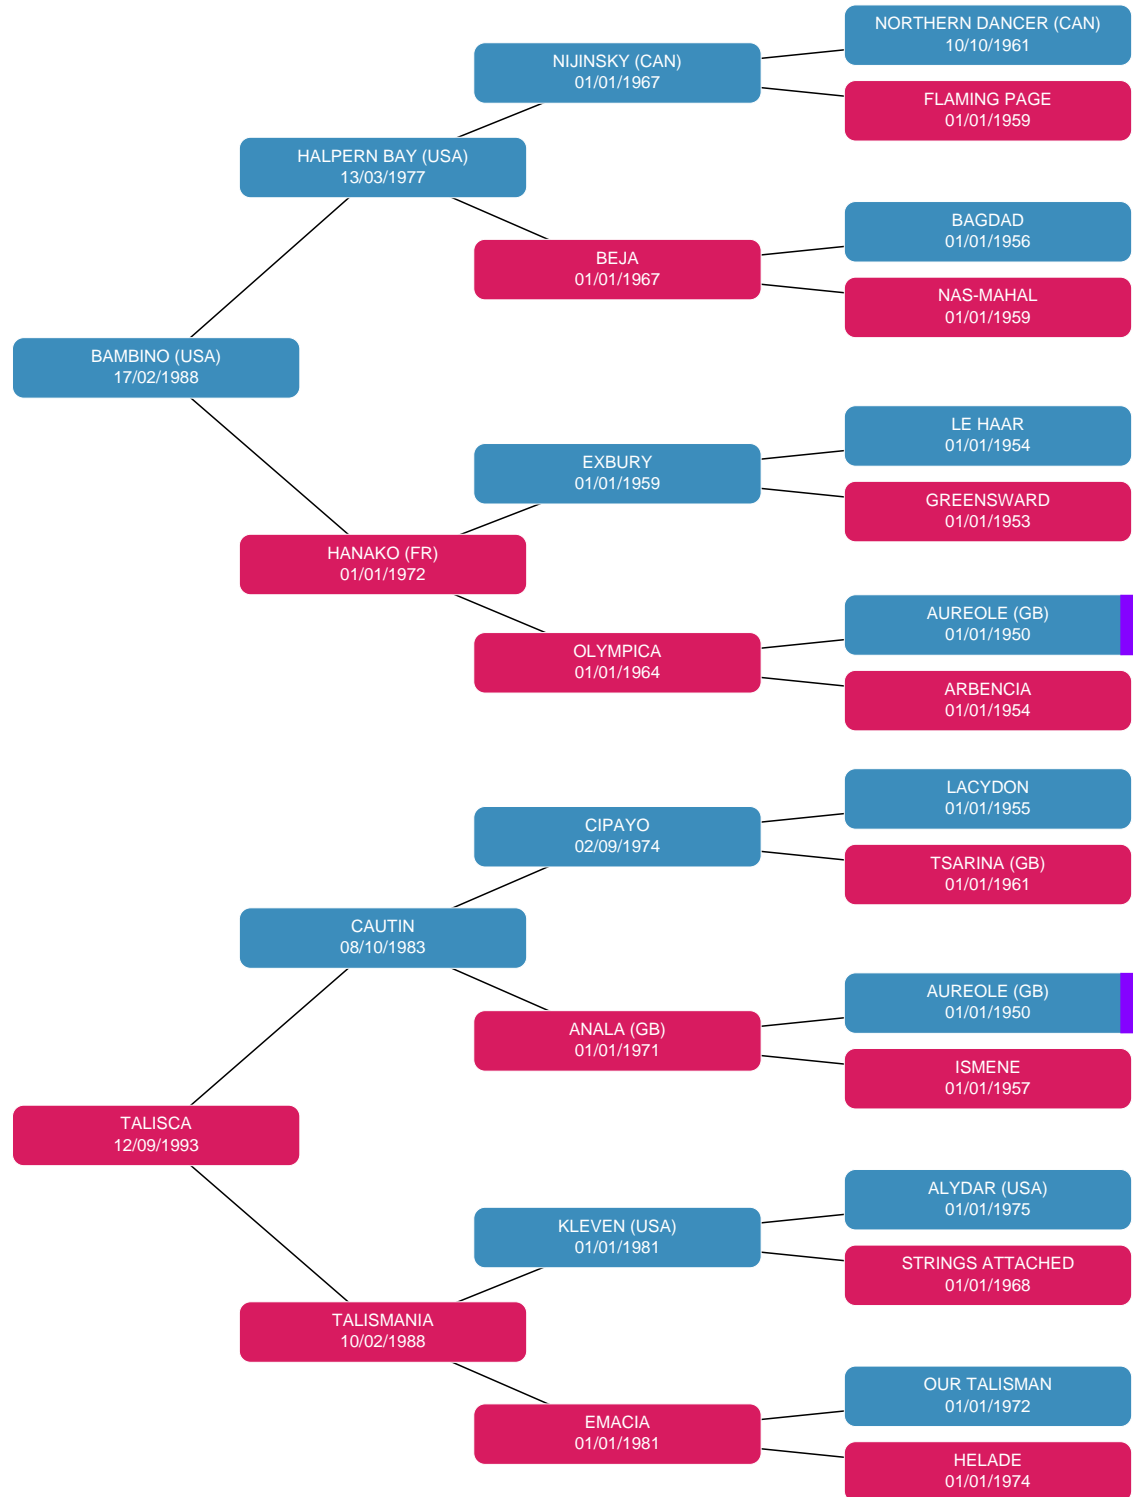 NORTHERN DANCER (CAN)
10/10/1961
NIJINSKY (CAN)
01/01/1967
FLAMING PAGE
01/01/1959
HALPERN BAY (USA)
13/03/1977
BAGDAD
01/01/1956
BEJA
01/01/1967
NAS-MAHAL
01/01/1959
BAMBINO (USA)
17/02/1988
LE HAAR
01/01/1954
EXBURY
01/01/1959
GREENSWARD
01/01/1953
HANAKO (FR)
01/01/1972
AUREOLE (GB)
01/01/1950
OLYMPICA
01/01/1964
ARBENCIA
01/01/1954
LACYDON
01/01/1955
CIPAYO
02/09/1974
TSARINA (GB)
01/01/1961
CAUTIN
08/10/1983
AUREOLE (GB)
01/01/1950
ANALA (GB)
01/01/1971
ISMENE
01/01/1957
TALISCA
12/09/1993
ALYDAR (USA)
01/01/1975
KLEVEN (USA)
01/01/1981
STRINGS ATTACHED
01/01/1968
TALISMANIA
10/02/1988
OUR TALISMAN
01/01/1972
EMACIA
01/01/1981
HELADE
01/01/1974